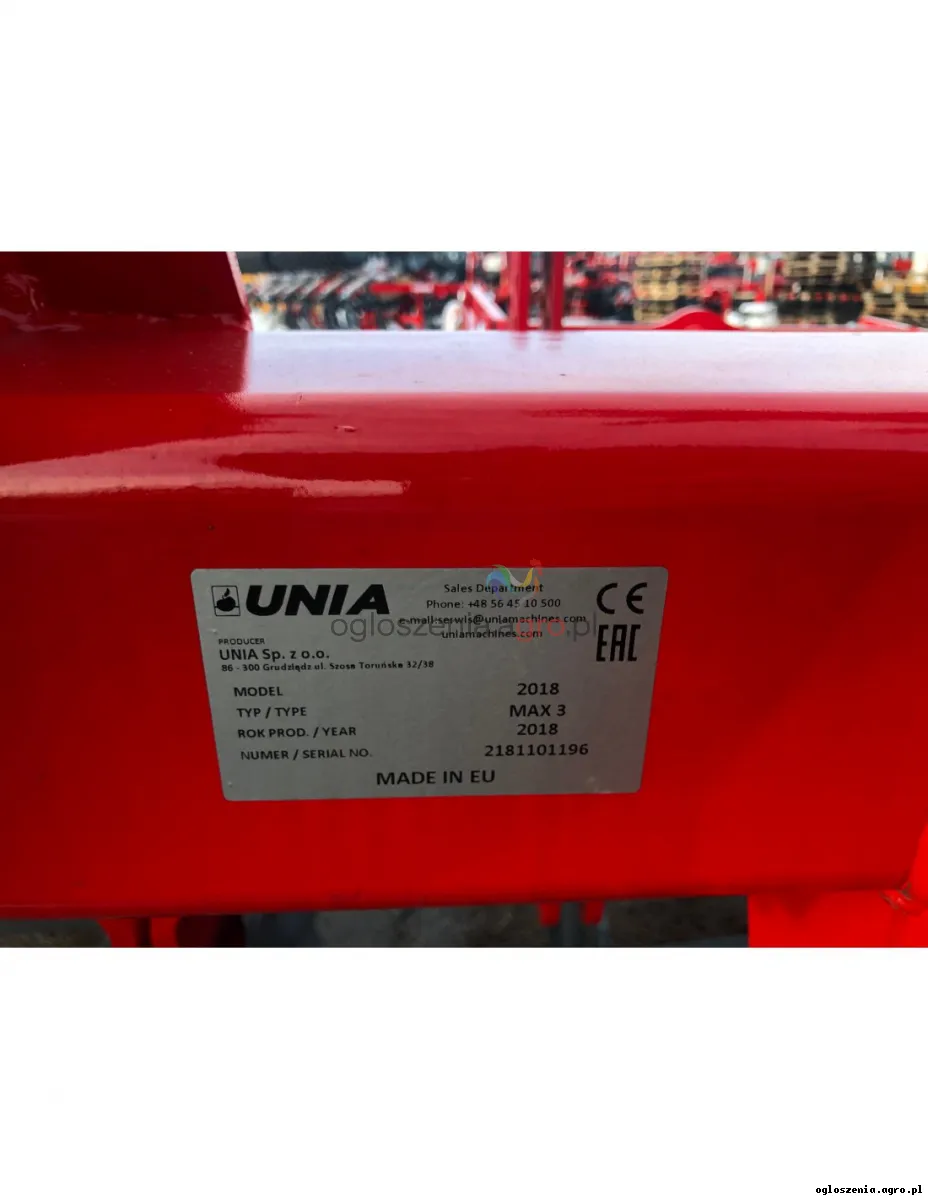 UNIA
Sales Department
Phone: +48 56 45 10 500
e-mail:serwis@uniamachines.com
uniamachines.com
CE
EAC
ogloszenia.agro.pl
PRODUCER
UNIA Sp. z o.o.
86 - 300 Grudziądz ul. Szosa Toruńska 32/38
MODEL 2018
TYP / TYPE MAX 3
ROK PROD. / YEAR 2018
NUMER / SERIAL NO. 2181101196
MADE IN EU
ogloszenia.agro.pl